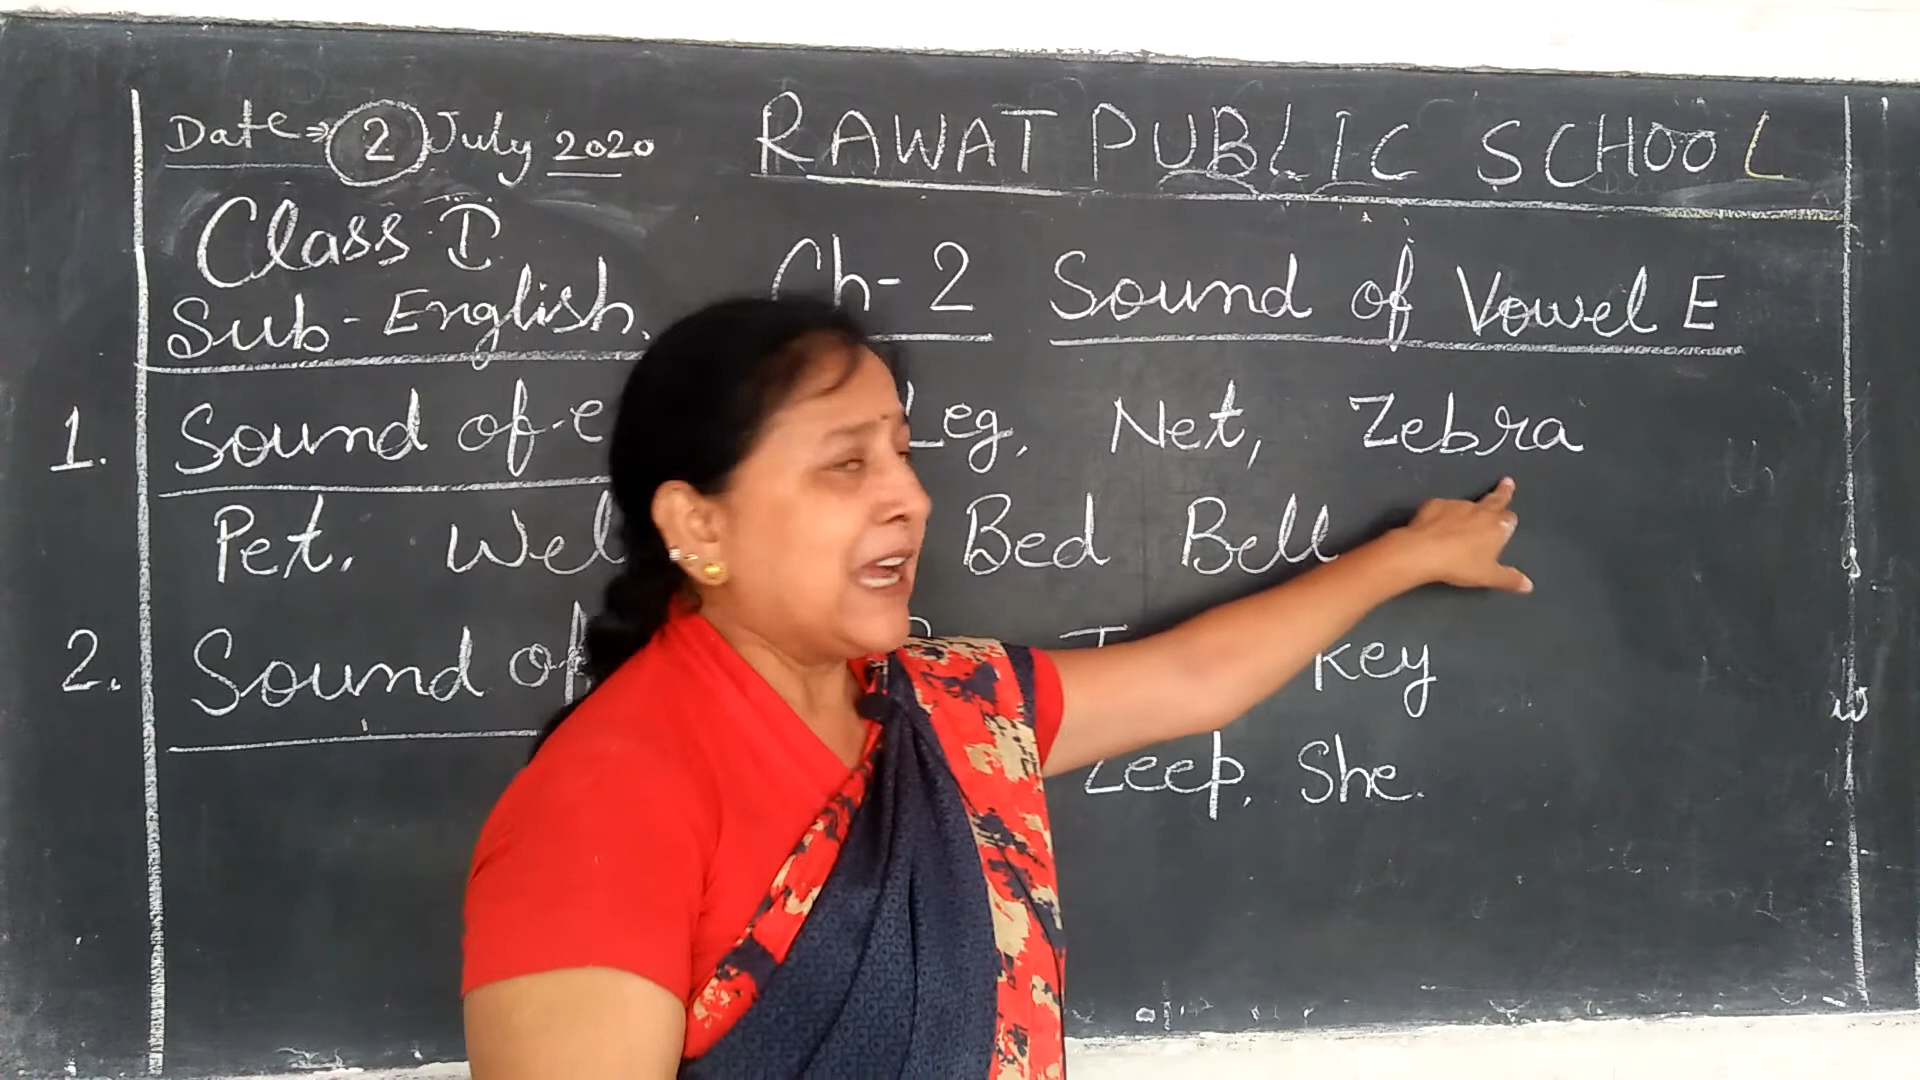 Date ⇒ 2 July 2020 RAWAT PUBLIC SCHOOL
Class I
Sub - English. Ch - 2 Sound of Vowel E
1. Sound of - e Leg, Net, Zebra
Pet. Bed Bell
2. Sound of Key
She.